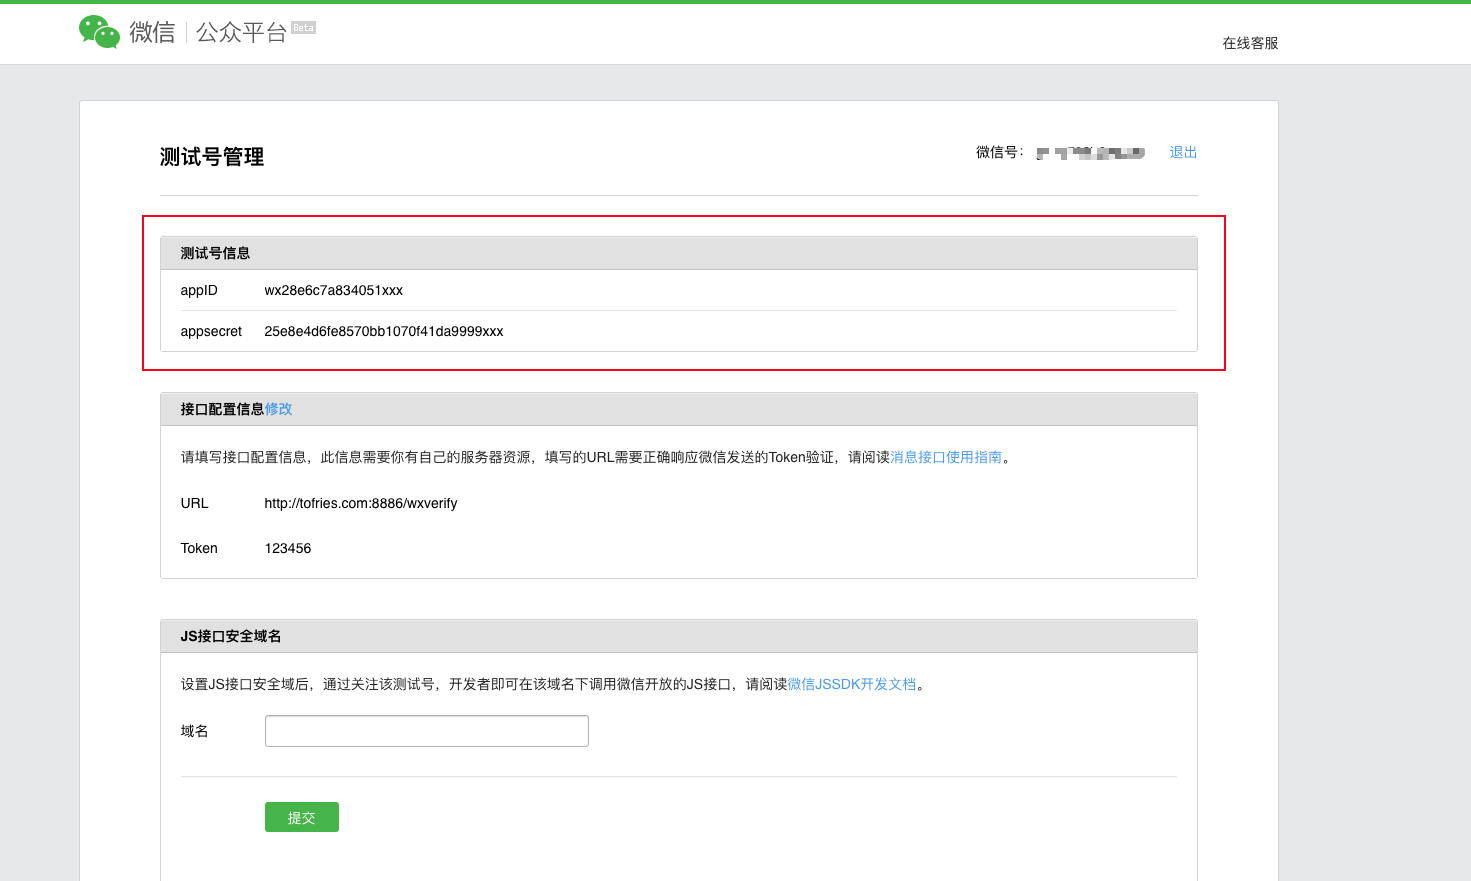 微信 | 公众平台 Beta
在线客服
测试号管理
微信号： 退出
测试号信息
appID wx28e6c7a834051xxx
appsecret 25e8e4d6fe8570bb1070f41da9999xxx
接口配置信息修改
请填写接口配置信息，此信息需要你有自己的服务器资源，填写的URL需要正确响应微信发送的Token验证，请阅读消息接口使用指南。
URL http://tofries.com:8886/wxverify
Token 123456
JS接口安全域名
设置JS接口安全域后，通过关注该测试号，开发者即可在该域名下调用微信开放的JS接口，请阅读微信JSSDK开发文档。
域名
提交